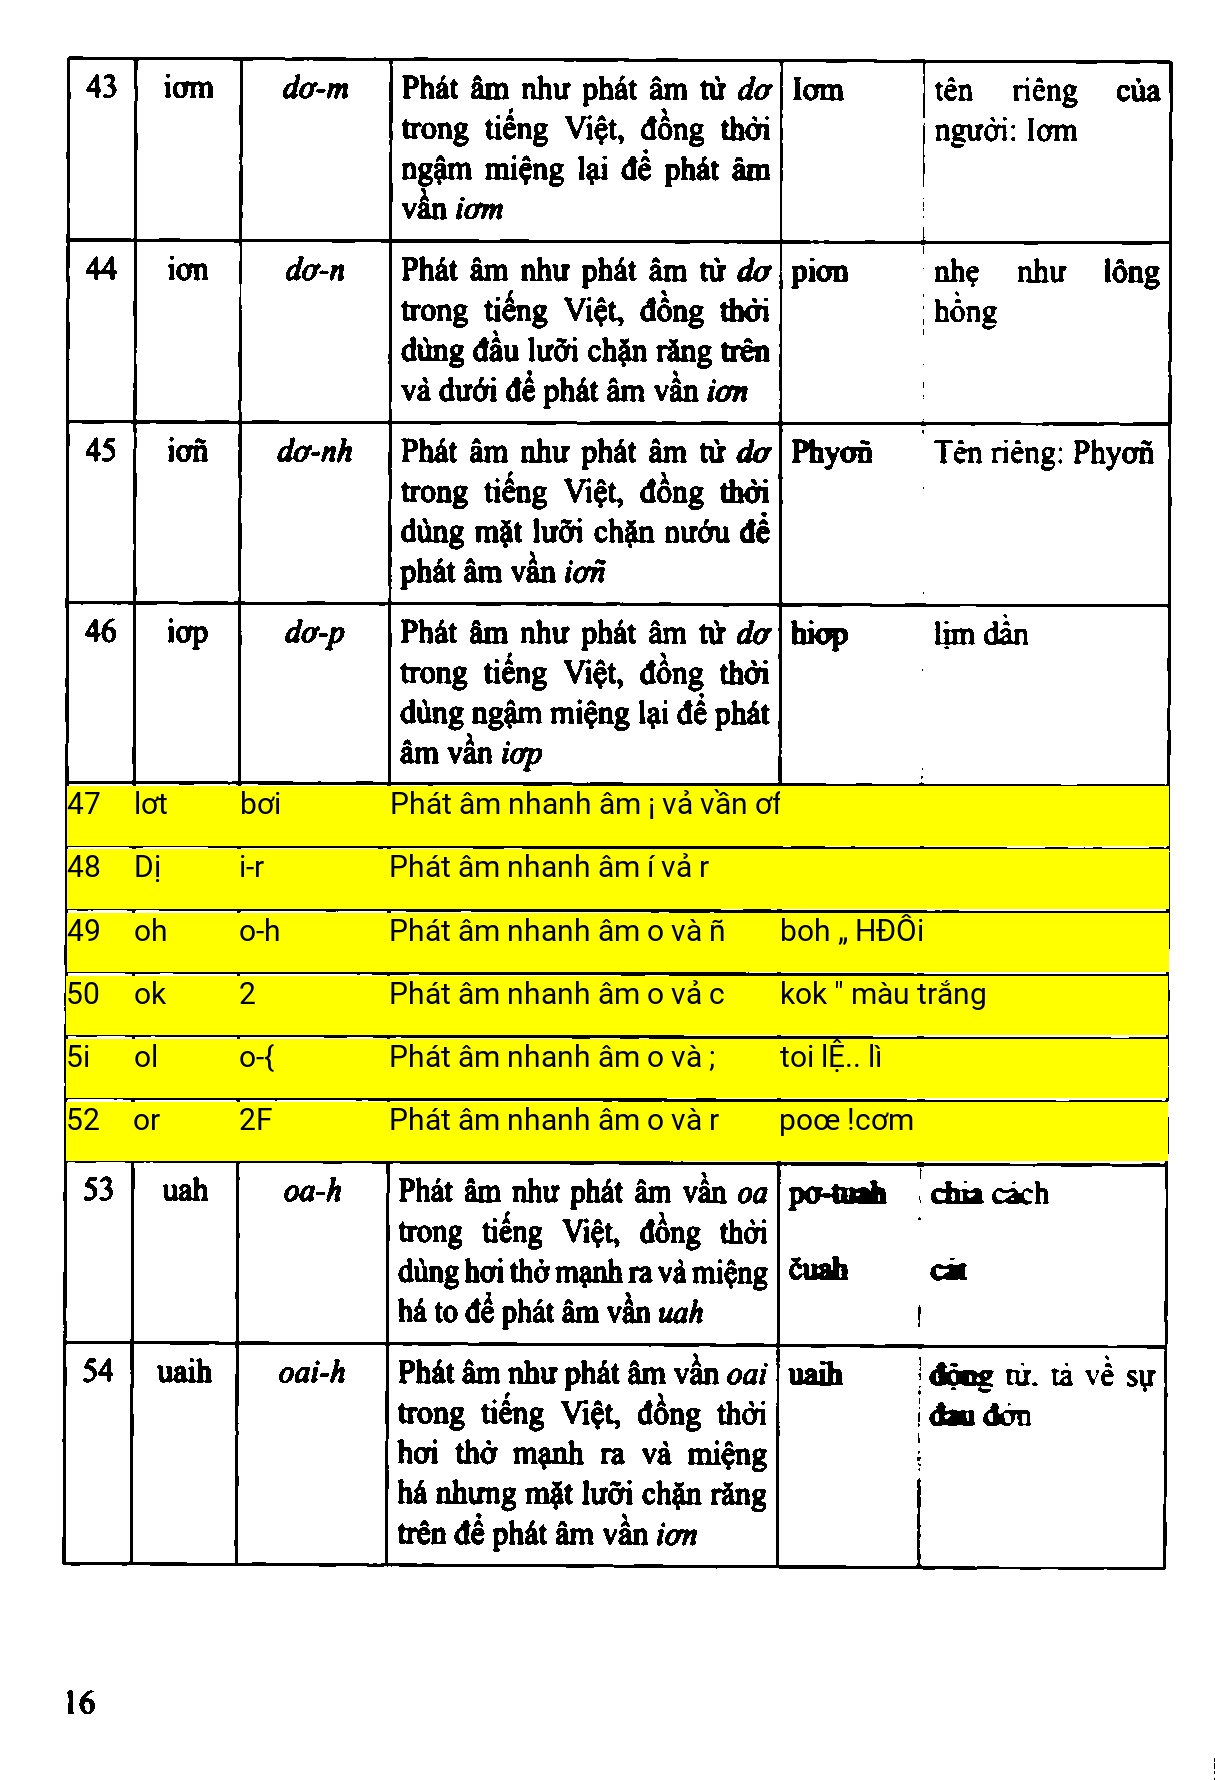 43 iơm dơ-m Phát âm như phát âm từ dơ Iơm tên riêng của
trong tiếng Việt, đồng thời người: Iơm
ngậm miệng lại để phát âm
vần iơm
44 iơn dơ-n Phát âm như phát âm từ dơ piơn nhẹ như lông
trong tiếng Việt, đồng thời hồng
dùng đầu lưỡi chặn răng trên
và dưới để phát âm vần iơn
45 iơñ dơ-nh Phát âm như phát âm từ dơ Phyơñ Tên riêng: Phyơñ
trong tiếng Việt, đồng thời
dùng mặt lưỡi chặn nướu để
phát âm vần iơñ
46 iơp dơ-p Phát âm như phát âm từ dơ hiơp lịm dần
trong tiếng Việt, đồng thời
dùng ngậm miệng lại để phát
âm vần iơp
47 lơt bơi Phát âm nhanh âm ¡ vả vần ơf
48 Dị i-r Phát âm nhanh âm í vả r
49 oh o-h Phát âm nhanh âm o và ñ boh „ HĐÔi
50 ok 2 Phát âm nhanh âm o vả c kok " màu trắng
5i ol o-{ Phát âm nhanh âm o và ; toi lỆ.. lì
52 or 2F Phát âm nhanh âm o và r poœ !cơm
53 uah oa-h Phát âm như phát âm vần oa pơ-tuah chia cách
trong tiếng Việt, đồng thời
dùng hơi thở mạnh ra và miệng čuah cát
há to để phát âm vần uah
54 uaih oai-h Phát âm như phát âm vần oai uaih động từ. tả về sự
trong tiếng Việt, đồng thời đau đớn
hơi thở mạnh ra và miệng
há nhưng mặt lưỡi chặn răng
trên để phát âm vần iơn
16